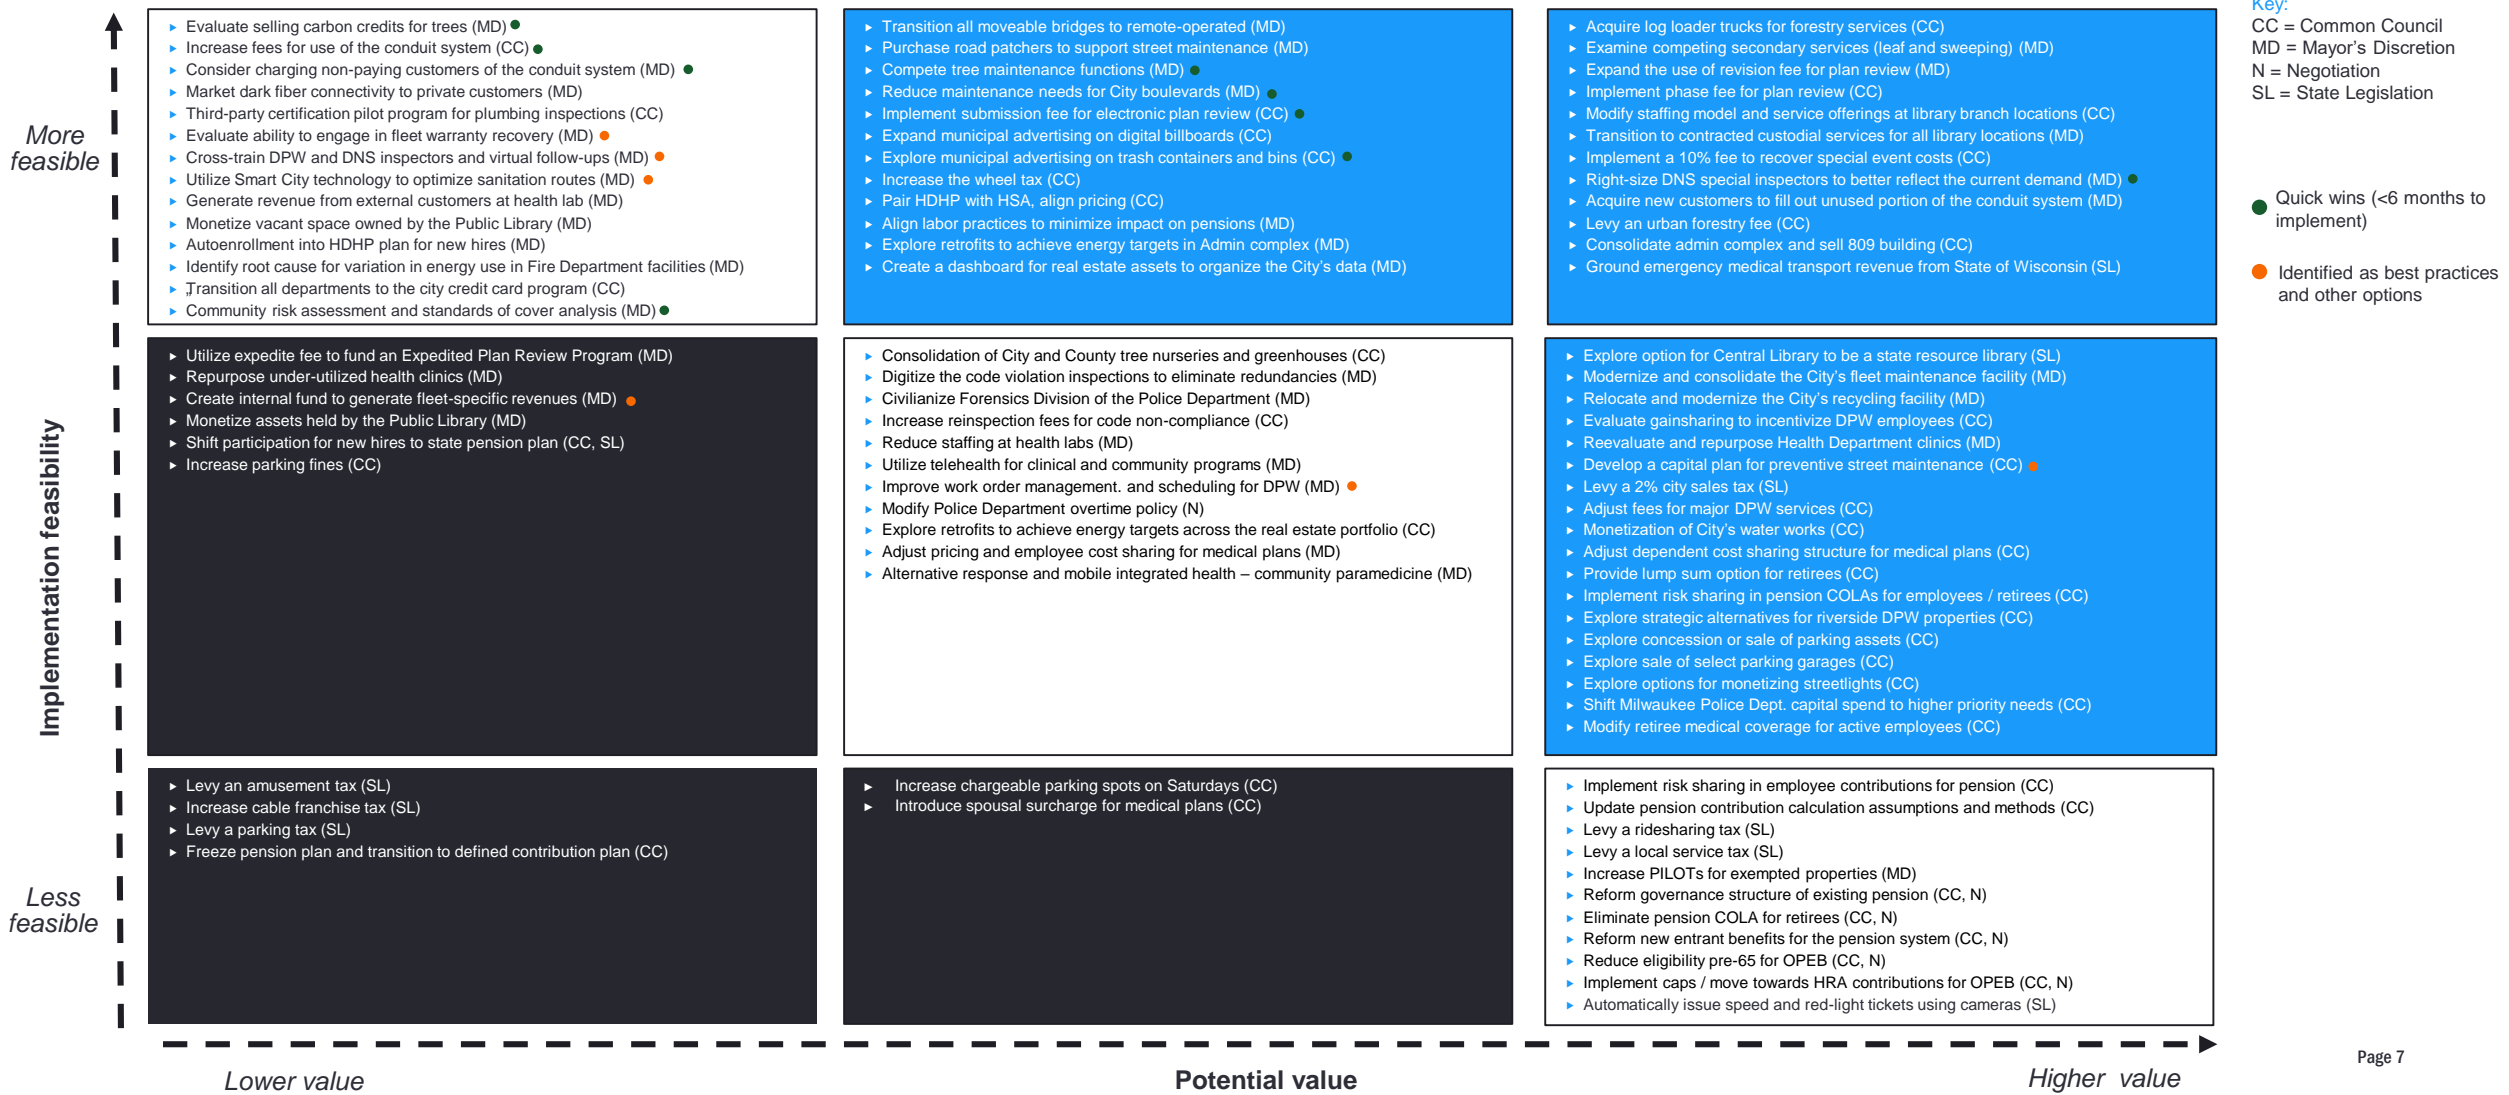 Evaluate selling carbon credits for trees (MD)
Increase fees for use of the conduit system (CC)
Consider charging non-paying customers of the conduit system (MD)
Market dark fiber connectivity to private customers (MD)
Third-party certification pilot program for plumbing inspections (CC)
Evaluate ability to engage in fleet warranty recovery (MD)
Cross-train DPW and DNS inspectors and virtual follow-ups (MD)
Utilize Smart City technology to optimize sanitation routes (MD)
Generate revenue from external customers at health lab (MD)
Monetize vacant space owned by the Public Library (MD)
Autoenrollment into HDHP plan for new hires (MD)
Identify root cause for variation in energy use in Fire Department facilities (MD)
Transition all departments to the city credit card program (CC)
Community risk assessment and standards of cover analysis (MD)
Transition all moveable bridges to remote-operated (MD)
Purchase road patchers to support street maintenance (MD)
Compete tree maintenance functions (MD)
Reduce maintenance needs for City boulevards (MD)
Implement submission fee for electronic plan review (CC)
Expand municipal advertising on digital billboards (CC)
Explore municipal advertising on trash containers and bins (CC)
Increase the wheel tax (CC)
Pair HDHP with HSA, align pricing (CC)
Align labor practices to minimize impact on pensions (MD)
Explore retrofits to achieve energy targets in Admin complex (MD)
Create a dashboard for real estate assets to organize the City's data (MD)
Acquire log loader trucks for forestry services (CC)
Examine competing secondary services (leaf and sweeping) (MD)
Expand the use of revision fee for plan review (MD)
Implement phase fee for plan review (CC)
Modify staffing model and service offerings at library branch locations (CC)
Transition to contracted custodial services for all library locations (MD)
Implement a 10% fee to recover special event costs (CC)
Right-size DNS special inspectors to better reflect the current demand (MD)
Acquire new customers to fill out unused portion of the conduit system (MD)
Levy an urban forestry fee (CC)
Consolidate admin complex and sell 809 building (CC)
Ground emergency medical transport revenue from State of Wisconsin (SL)
Key:
CC = Common Council
MD = Mayor's Discretion
N = Negotiation
SL = State Legislation
Quick wins (<6 months to
implement)
Identified as best practices
and other options
More
feasible
Implementation feasibility
Less
feasible
Utilize expedite fee to fund an Expedited Plan Review Program (MD)
Repurpose under-utilized health clinics (MD)
Create internal fund to generate fleet-specific revenues (MD)
Monetize assets held by the Public Library (MD)
Shift participation for new hires to state pension plan (CC, SL)
Increase parking fines (CC)
Consolidation of City and County tree nurseries and greenhouses (CC)
Digitize the code violation inspections to eliminate redundancies (MD)
Civilianize Forensics Division of the Police Department (MD)
Increase reinspection fees for code non-compliance (CC)
Reduce staffing at health labs (MD)
Utilize telehealth for clinical and community programs (MD)
Improve work order management. and scheduling for DPW (MD)
Modify Police Department overtime policy (N)
Explore retrofits to achieve energy targets across the real estate portfolio (CC)
Adjust pricing and employee cost sharing for medical plans (MD)
Alternative response and mobile integrated health – community paramedicine (MD)
Explore option for Central Library to be a state resource library (SL)
Modernize and consolidate the City's fleet maintenance facility (MD)
Relocate and modernize the City's recycling facility (MD)
Evaluate gainsharing to incentivize DPW employees (CC)
Reevaluate and repurpose Health Department clinics (MD)
Develop a capital plan for preventive street maintenance (CC)
Levy a 2% city sales tax (SL)
Adjust fees for major DPW services (CC)
Monetization of City's water works (CC)
Adjust dependent cost sharing structure for medical plans (CC)
Provide lump sum option for retirees (CC)
Implement risk sharing in pension COLAs for employees / retirees (CC)
Explore strategic alternatives for riverside DPW properties (CC)
Explore concession or sale of parking assets (CC)
Explore sale of select parking garages (CC)
Explore options for monetizing streetlights (CC)
Shift Milwaukee Police Dept. capital spend to higher priority needs (CC)
Modify retiree medical coverage for active employees (CC)
Levy an amusement tax (SL)
Increase cable franchise tax (SL)
Levy a parking tax (SL)
Freeze pension plan and transition to defined contribution plan (CC)
Increase chargeable parking spots on Saturdays (CC)
Introduce spousal surcharge for medical plans (CC)
Implement risk sharing in employee contributions for pension (CC)
Update pension contribution calculation assumptions and methods (CC)
Levy a ridesharing tax (SL)
Levy a local service tax (SL)
Increase PILOTs for exempted properties (MD)
Reform governance structure of existing pension (CC, N)
Eliminate pension COLA for retirees (CC, N)
Reform new entrant benefits for the pension system (CC, N)
Reduce eligibility pre-65 for OPEB (CC, N)
Implement caps / move towards HRA contributions for OPEB (CC, N)
Automatically issue speed and red-light tickets using cameras (SL)
Lower value
Potential value
Higher value
Page 7